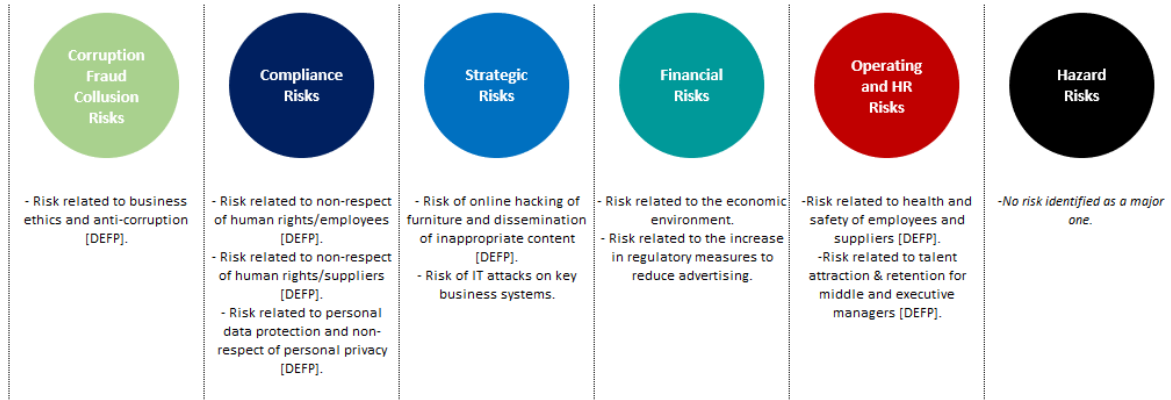 Corruption
Fraud
Collusion
Risks
- Risk related to business
ethics and anti-corruption
[DEFP].
Compliance
Risks
- Risk related to non-respect
of human rights/employees
[DEFP].
- Risk related to non-respect
of human rights/suppliers
[DEFP].
- Risk related to personal
data protection and non-
respect of personal privacy
[DEFP].
Strategic
Risks
- Risk of online hacking of
furniture and dissemination
of inappropriate content
[DEFP].
- Risk of IT attacks on key
business systems.
Financial
Risks
- Risk related to the economic
environment.
- Risk related to the increase
in regulatory measures to
reduce advertising.
Operating
and HR
Risks
-Risk related to health and
safety of employees and
suppliers [DEFP].
-Risk related to talent
attraction & retention for
middle and executive
managers [DEFP].
Hazard
Risks
-No risk identified as a major
one.